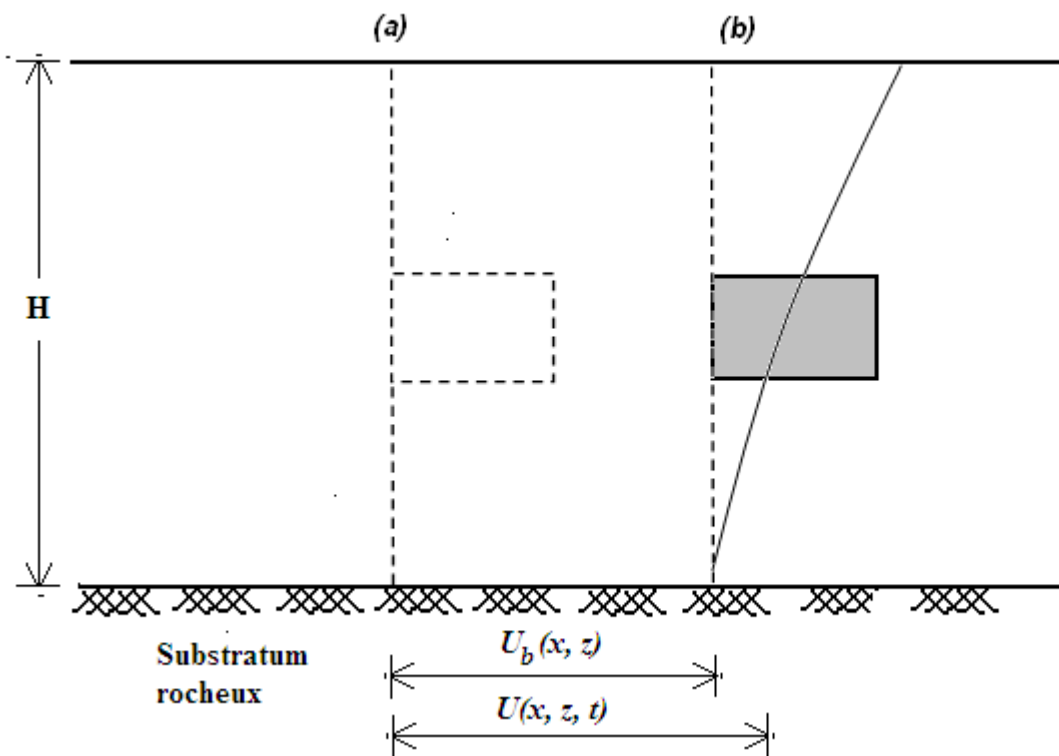 (a) (b)
H
Substratum
rocheux
U_b(x, z)
U(x, z, t)